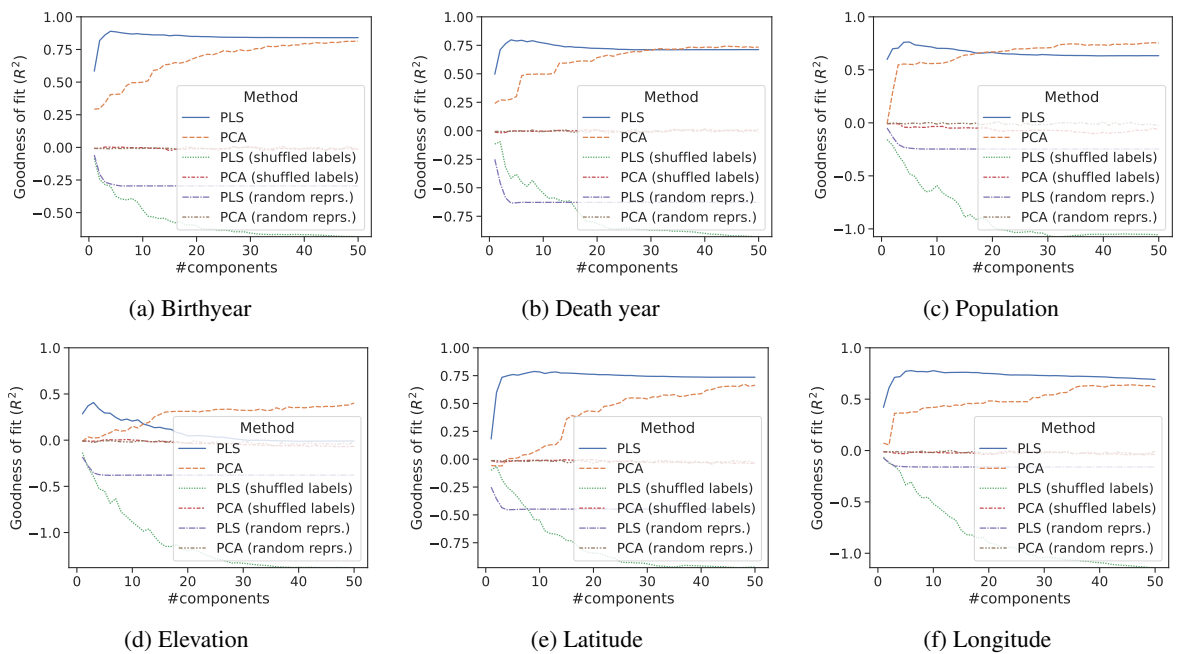 1.00
0.75
0.50
0.25
0.00
−0.25
−0.50
Goodness of fit (R²)
Method
PLS
PCA
PLS (shuffled labels)
PCA (shuffled labels)
PLS (random reprs.)
PCA (random reprs.)
0 10 20 30 40 50
#components
(a) Birthyear
1.00
0.75
0.50
0.25
0.00
−0.25
−0.50
−0.75
Goodness of fit (R²)
Method
PLS
PCA
PLS (shuffled labels)
PCA (shuffled labels)
PLS (random reprs.)
PCA (random reprs.)
0 10 20 30 40 50
#components
(b) Death year
1.0
0.5
0.0
−0.5
−1.0
Goodness of fit (R²)
Method
PLS
PCA
PLS (shuffled labels)
PCA (shuffled labels)
PLS (random reprs.)
PCA (random reprs.)
0 10 20 30 40 50
#components
(c) Population
1.0
0.5
0.0
−0.5
−1.0
Goodness of fit (R²)
Method
PLS
PCA
PLS (shuffled labels)
PCA (shuffled labels)
PLS (random reprs.)
PCA (random reprs.)
0 10 20 30 40 50
#components
(d) Elevation
1.00
0.75
0.50
0.25
0.00
−0.25
−0.50
−0.75
Goodness of fit (R²)
Method
PLS
PCA
PLS (shuffled labels)
PCA (shuffled labels)
PLS (random reprs.)
PCA (random reprs.)
0 10 20 30 40 50
#components
(e) Latitude
1.0
0.5
0.0
−0.5
−1.0
Goodness of fit (R²)
Method
PLS
PCA
PLS (shuffled labels)
PCA (shuffled labels)
PLS (random reprs.)
PCA (random reprs.)
0 10 20 30 40 50
#components
(f) Longitude